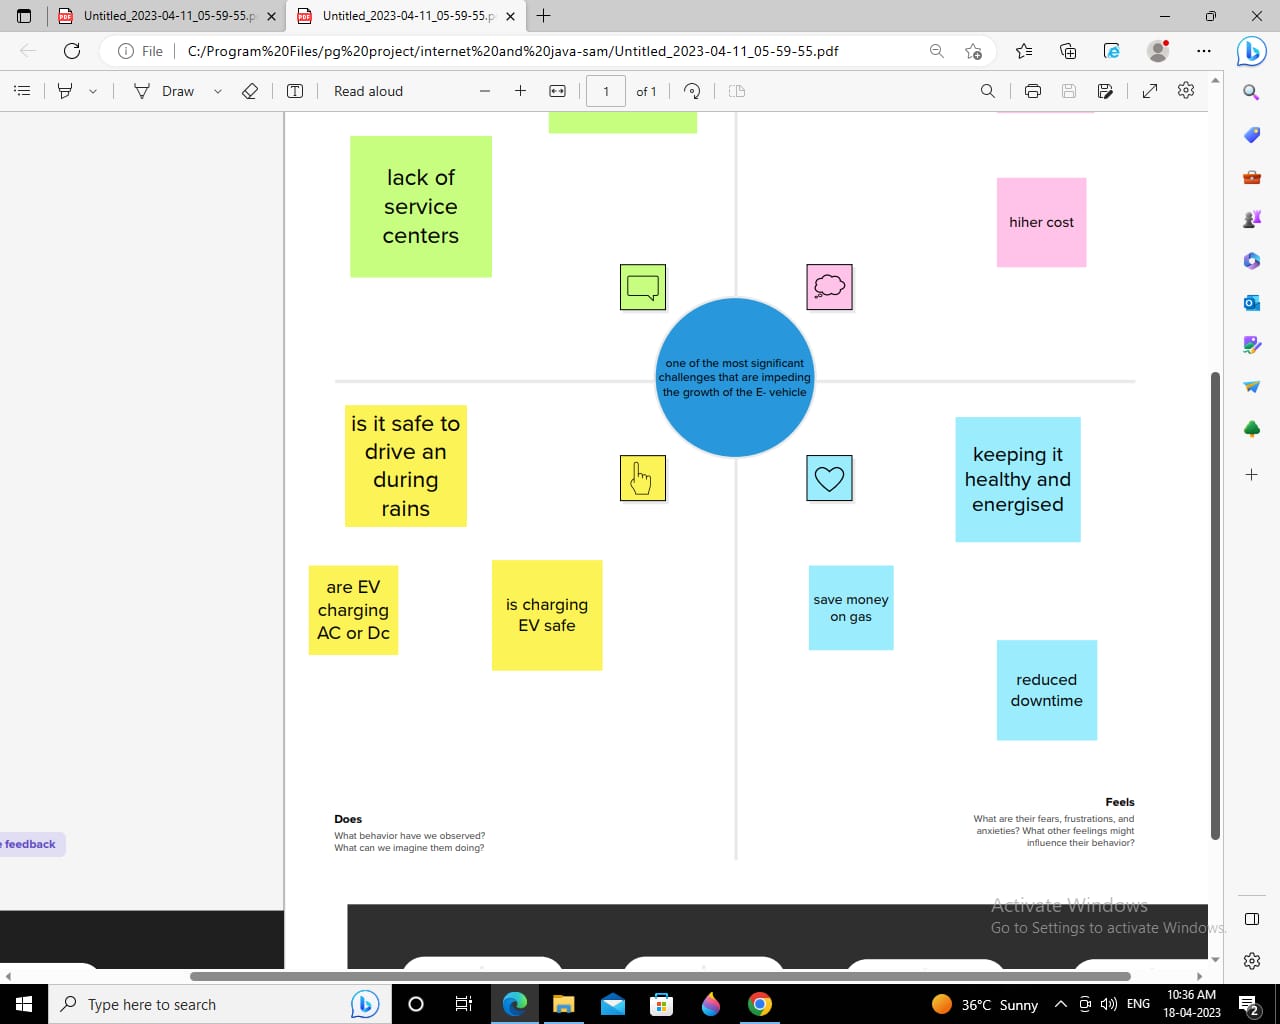 Untitled_2023-04-11_05-59-55.p
Untitled_2023-04-11_05-59-55.p
File
C:/Program%20Files/pg%20project/internet%20and%20java-sam/Untitled_2023-04-11_05-59-55.pdf
Draw
Read aloud
1
of 1
lack of
service
centers
hiher cost
one of the most significant
challenges that are impeding
the growth of the E- vehicle
is it safe to
drive an
during
rains
keeping it
healthy and
energised
are EV
charging
AC or Dc
is charging
EV safe
save money
on gas
reduced
downtime
Does
What behavior have we observed?
What can we imagine them doing?
Feels
What are their fears, frustrations, and
anxieties? What other feelings might
influence their behavior?
feedback
Activate Windows
Go to Settings to activate Windows.
Type here to search
36°C Sunny
ENG
10:36 AM
18-04-2023
2